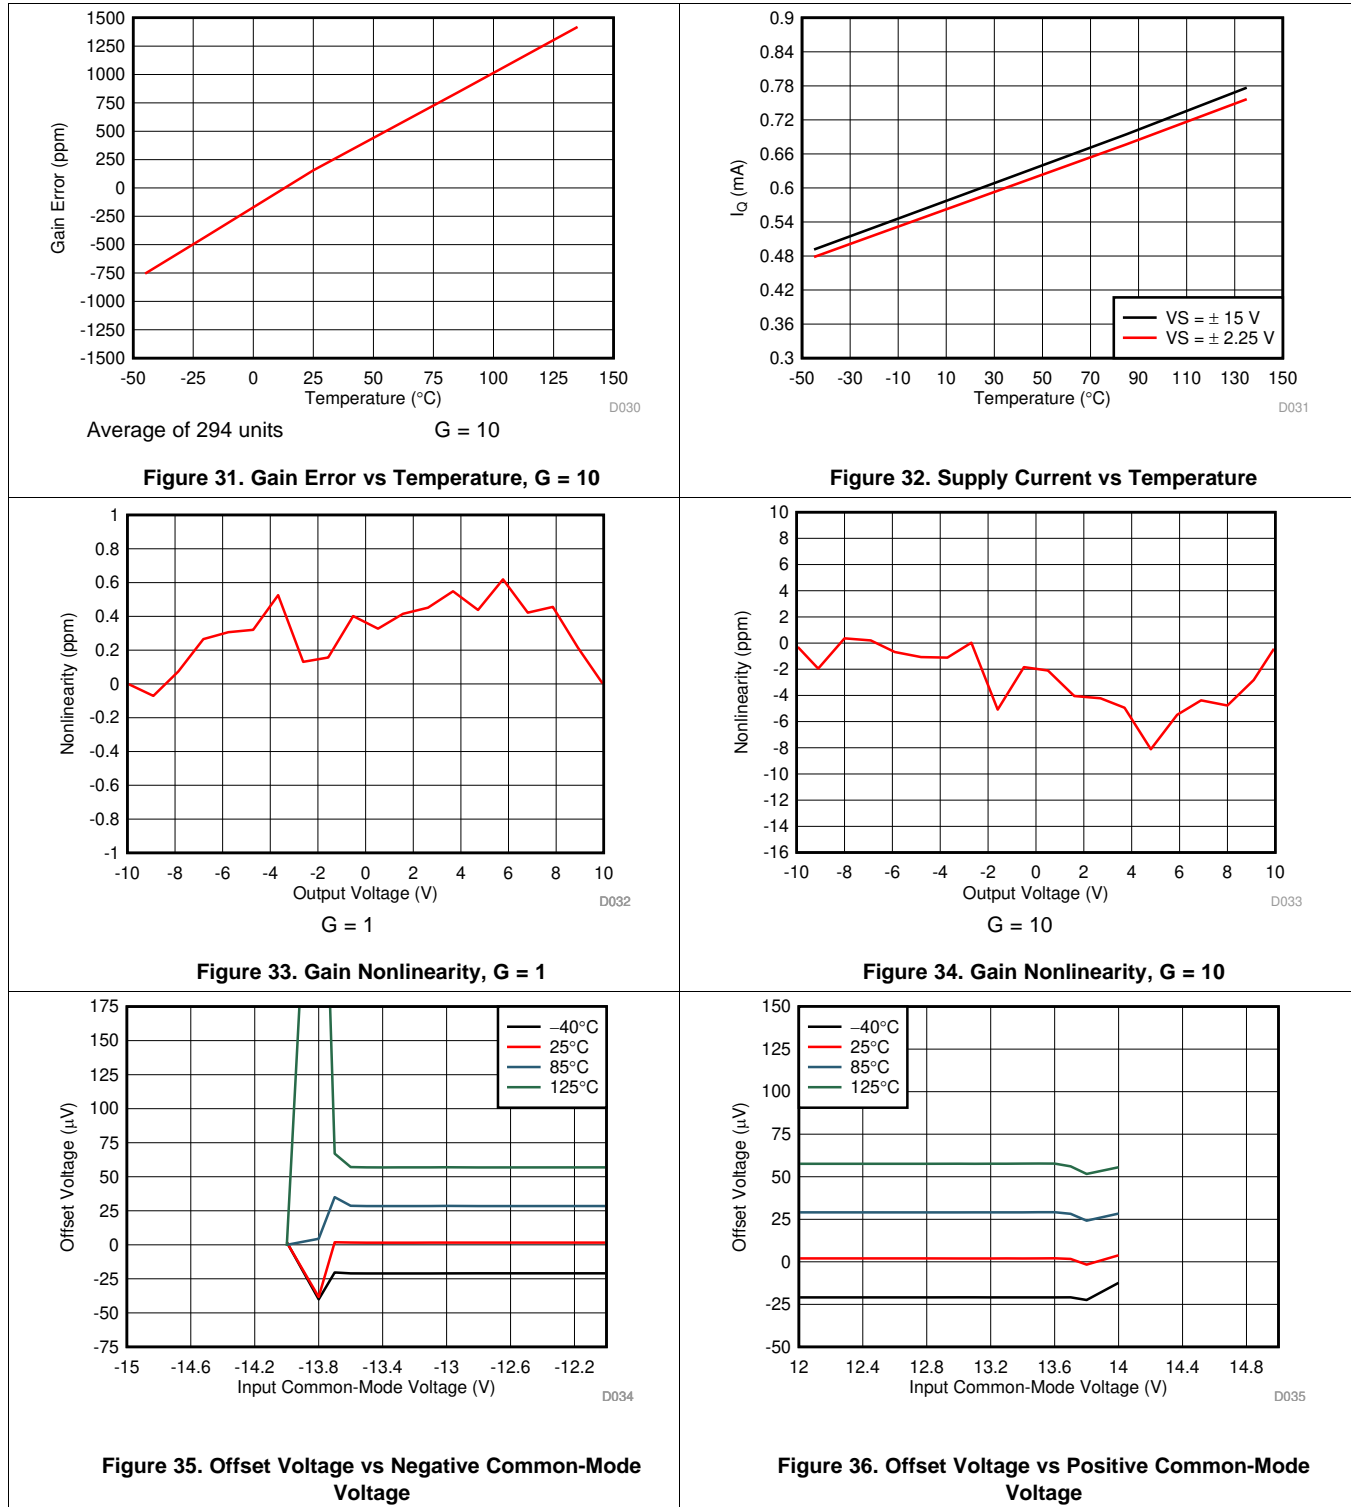 1500
1250
1000
750
500
250
0
-250
-500
-750
-1000
-1250
-1500
Gain Error (ppm)
-50 -25 0 25 50 75 100 125 150
Temperature (°C)
D030
Average of 294 units G = 10
Figure 31. Gain Error vs Temperature, G = 10
0.9
0.84
0.78
0.72
0.66
0.6
0.54
0.48
0.42
0.36
0.3
IQ (mA)
VS = ± 15 V
VS = ± 2.25 V
-50 -30 -10 10 30 50 70 90 110 130 150
Temperature (°C)
D031
Figure 32. Supply Current vs Temperature
1
0.8
0.6
0.4
0.2
0
-0.2
-0.4
-0.6
-0.8
-1
Nonlinearity (ppm)
-10 -8 -6 -4 -2 0 2 4 6 8 10
Output Voltage (V)
D032
G = 1
Figure 33. Gain Nonlinearity, G = 1
10
8
6
4
2
0
-2
-4
-6
-8
-10
-12
-14
-16
Nonlinearity (ppm)
-10 -8 -6 -4 -2 0 2 4 6 8 10
Output Voltage (V)
D033
G = 10
Figure 34. Gain Nonlinearity, G = 10
175
150
125
100
75
50
25
0
-25
-50
-75
Offset Voltage (µV)
−40°C
25°C
85°C
125°C
-15 -14.6 -14.2 -13.8 -13.4 -13 -12.6 -12.2
Input Common-Mode Voltage (V)
D034
Figure 35. Offset Voltage vs Negative Common-Mode
Voltage
150
125
100
75
50
25
0
-25
-50
Offset Voltage (µV)
−40°C
25°C
85°C
125°C
12 12.4 12.8 13.2 13.6 14 14.4 14.8
Input Common-Mode Voltage (V)
D035
Figure 36. Offset Voltage vs Positive Common-Mode
Voltage